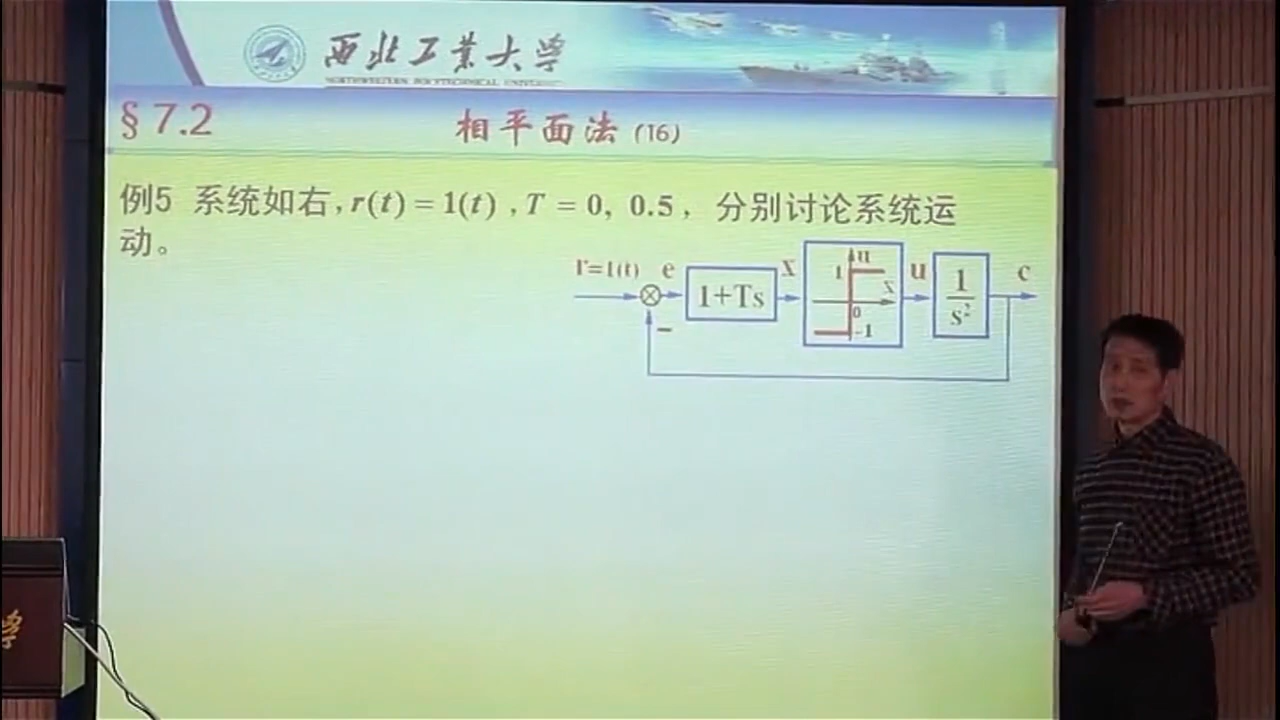 西北工业大学
NORTHWESTERN POLYTECHNICAL UNIVERSITY
§ 7.2 相平面法 (16)
例5 系统如右, r(t) = 1(t) , T = 0, 0.5 , 分别讨论系统运
动。
r=1(t) e 1+Ts x 1 u x 0 -1 u 1/s² c
−
学